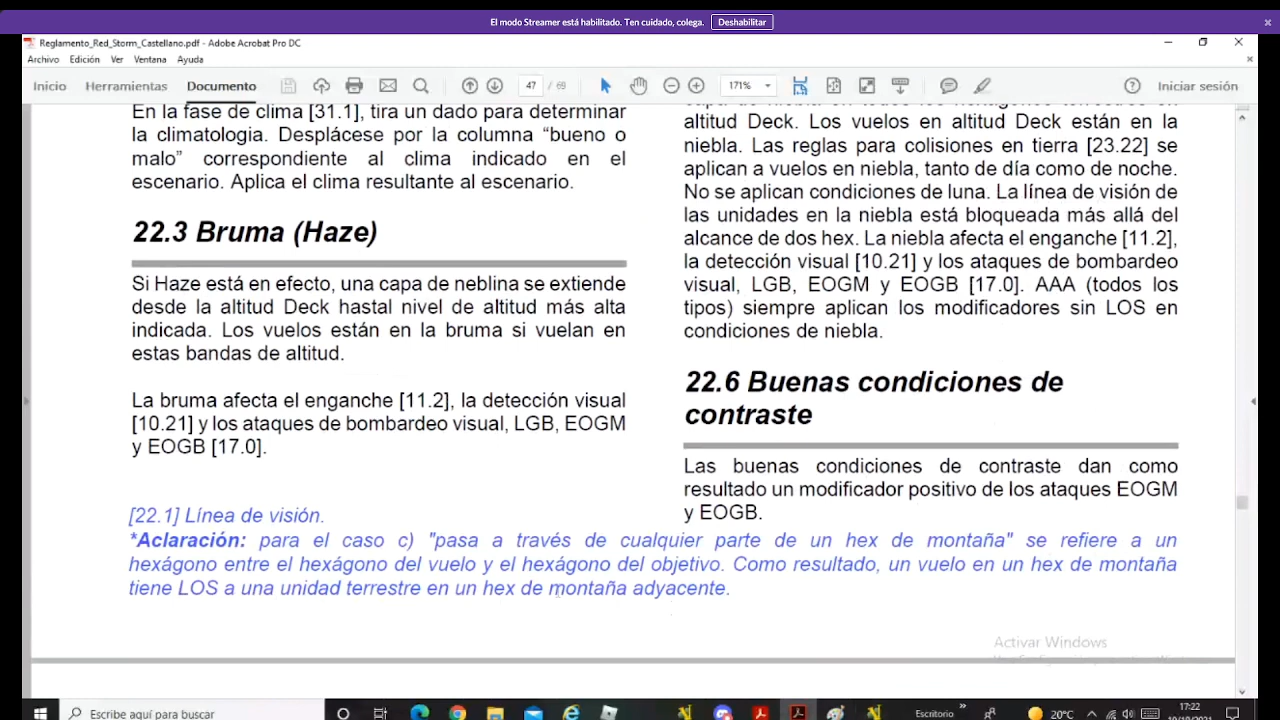 El modo Streamer está habilitado. Ten cuidado, colega. Deshabilitar
Reglamento_Red_Storm_Castellano.pdf - Adobe Acrobat Pro DC
Archivo Edición Ver Ventana Ayuda
Inicio Herramientas Documento 47 / 69 171% Iniciar sesión
En la fase de clima [31.1], tira un dado para determinar
la climatologia. Desplácese por la columna “bueno o
malo” correspondiente al clima indicado en el
escenario. Aplica el clima resultante al escenario.
22.3 Bruma (Haze)
Si Haze está en efecto, una capa de neblina se extiende
desde la altitud Deck hastal nivel de altitud más alta
indicada. Los vuelos están en la bruma si vuelan en
estas bandas de altitud.
La bruma afecta el enganche [11.2], la detección visual
[10.21] y los ataques de bombardeo visual, LGB, EOGM
y EOGB [17.0].
capa de niebla en todos los hexágonos terrestres en
altitud Deck. Los vuelos en altitud Deck están en la
niebla. Las reglas para colisiones en tierra [23.22] se
aplican a vuelos en niebla, tanto de día como de noche.
No se aplican condiciones de luna. La línea de visión de
las unidades en la niebla está bloqueada más allá del
alcance de dos hex. La niebla afecta el enganche [11.2],
la detección visual [10.21] y los ataques de bombardeo
visual, LGB, EOGM y EOGB [17.0]. AAA (todos los
tipos) siempre aplican los modificadores sin LOS en
condiciones de niebla.
22.6 Buenas condiciones de
contraste
Las buenas condiciones de contraste dan como
resultado un modificador positivo de los ataques EOGM
y EOGB.
[22.1] Línea de visión.
*Aclaración: para el caso c) "pasa a través de cualquier parte de un hex de montaña" se refiere a un
hexágono entre el hexágono del vuelo y el hexágono del objetivo. Como resultado, un vuelo en un hex de montaña
tiene LOS a una unidad terrestre en un hex de montaña adyacente.
Activar Windows
Escribe aquí para buscar
Escritorio
20°C
17:22